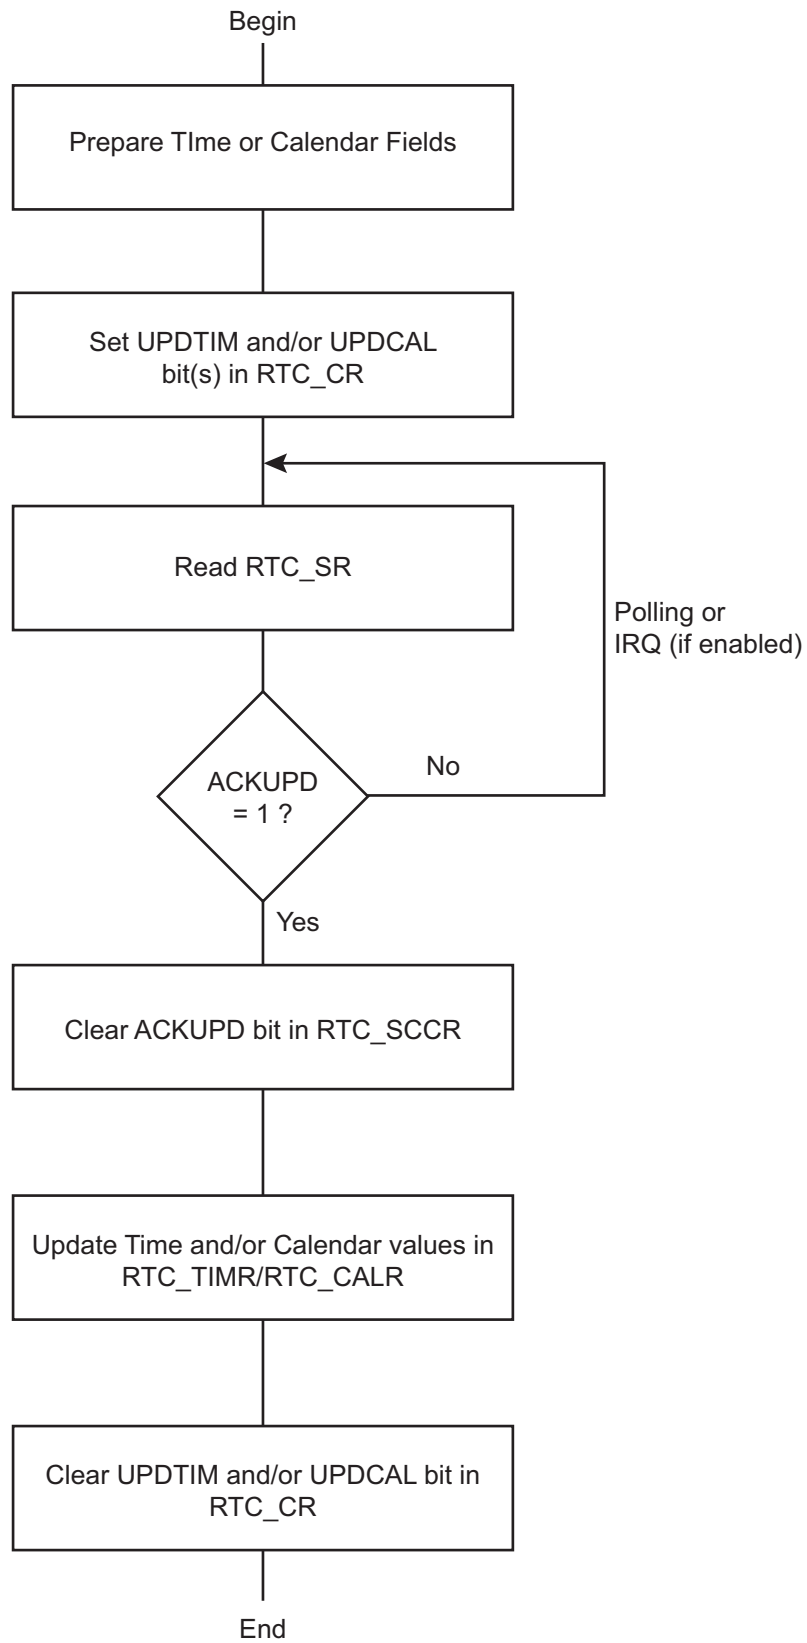 Begin
Prepare TIme or Calendar Fields
Set UPDTIM and/or UPDCAL
bit(s) in RTC_CR
Read RTC_SR
Polling or
IRQ (if enabled)
ACKUPD
= 1 ?
No
Yes
Clear ACKUPD bit in RTC_SCCR
Update Time and/or Calendar values in
RTC_TIMR/RTC_CALR
Clear UPDTIM and/or UPDCAL bit in
RTC_CR
End